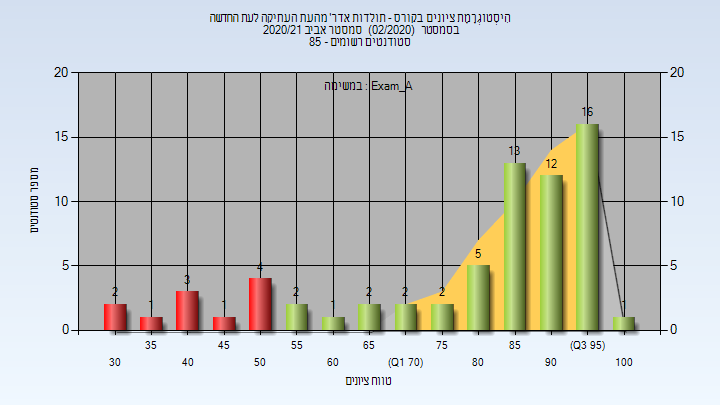 הִיסְטוֹגְרָמַת ציונים בקורס - תולדות אדר' מהעת העתיקה לעת החדשה
בסמסטר (02/2020) סמסטר אביב 2020/21
סטודנטים רשומים - 85
במשימה : Exam_A
מספר סטודנטים
20 20
15 15
10 10
5 5
0 0
2 1 3 1 4 2 1 2 2 2 5 13 12 16 1
30 35 40 45 50 55 60 65 (Q1 70) 75 80 85 90 (Q3 95) 100
טווח ציונים